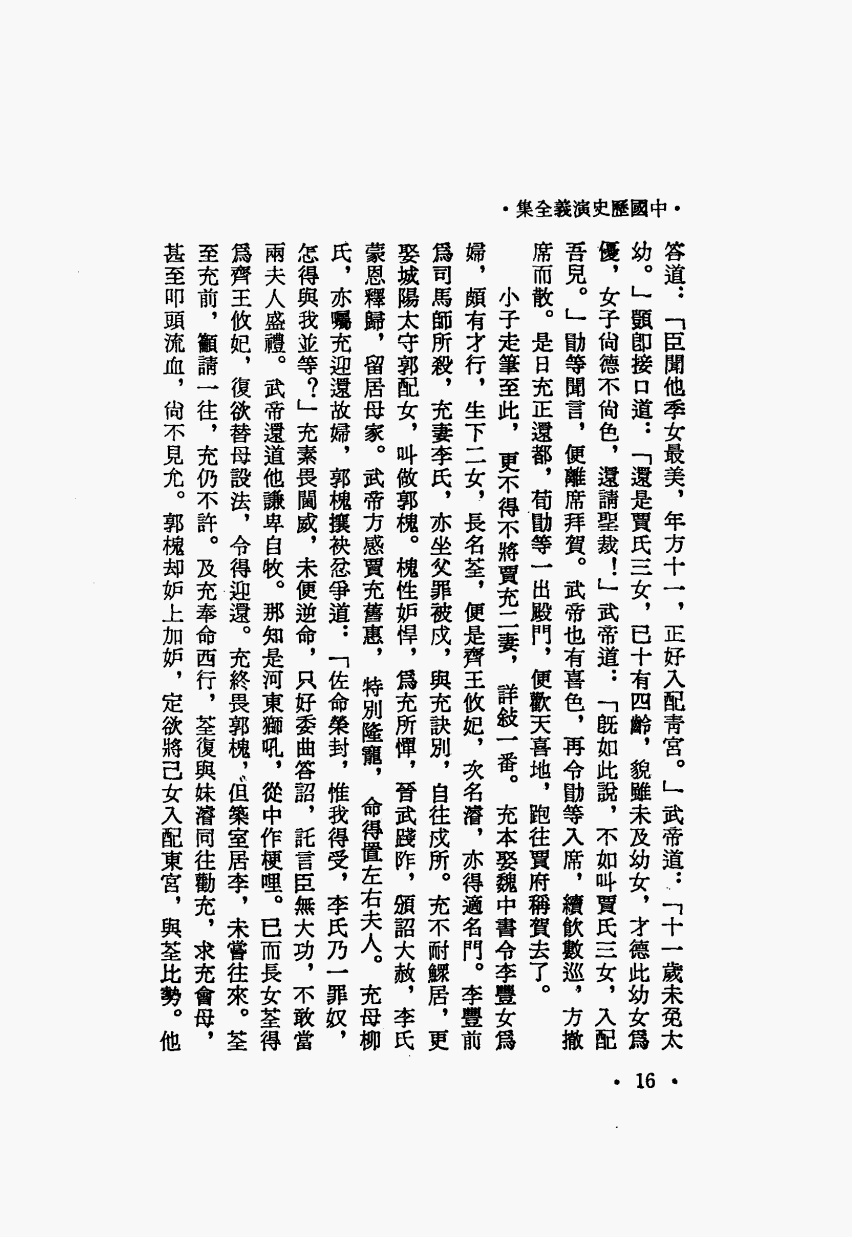 ·中國歷史演義全集·
答道：「臣聞他季女最美，年方十一，正好入配靑宮。」武帝道：「十一歲未免太
幼。」顗卽接口道：「還是賈氏三女，已十有四齡，貌雖未及幼女，才德比幼女爲
優，女子尙德不尙色，還請聖裁！」武帝道：「旣如此說，不如叫賈氏三女，入配
吾兒。」勖等聞言，便離席拜賀。武帝也有喜色，再令勖等入席，續飲數巡，方撤
席而散。是日充正還都，荀勖等一出殿門，便歡天喜地，跑往賈府稱賀去了。
小子走筆至此，更不得不將賈充二妻，詳敍一番。充本娶魏中書令李豐女爲
婦，頗有才行，生下二女，長名荃，便是齊王攸妃，次名濬，亦得適名門。李豐前
爲司馬師所殺，充妻李氏，亦坐父罪被戍，與充訣別，自往戍所。充不耐鰥居，更
娶城陽太守郭配女，叫做郭槐。槐性妒悍，爲充所憚，晉武踐阼，頒詔大赦，李氏
蒙恩釋歸，留居母家。武帝方感賈充舊惠，特別隆寵，命得置左右夫人。充母柳
氏，亦囑充迎還故婦，郭槐攘袂忿爭道：「佐命榮封，惟我得受，李氏乃一罪奴，
怎得與我並等？」充素畏閫威，未便逆命，只好委曲答詔，託言臣無大功，不敢當
兩夫人盛禮。武帝還道他謙卑自牧。那知是河東獅吼，從中作梗哩。已而長女荃得
爲齊王攸妃，復欲替母設法，令得迎還。充終畏郭槐，但築室居李，未嘗往來。荃
至充前，籲請一往，充仍不許。及充奉命西行，荃復與妹濬同往勸充，求充會母，
甚至叩頭流血，尙不見允。郭槐却妒上加妒，定欲將己女入配東宮，與荃比勢。他
·16·